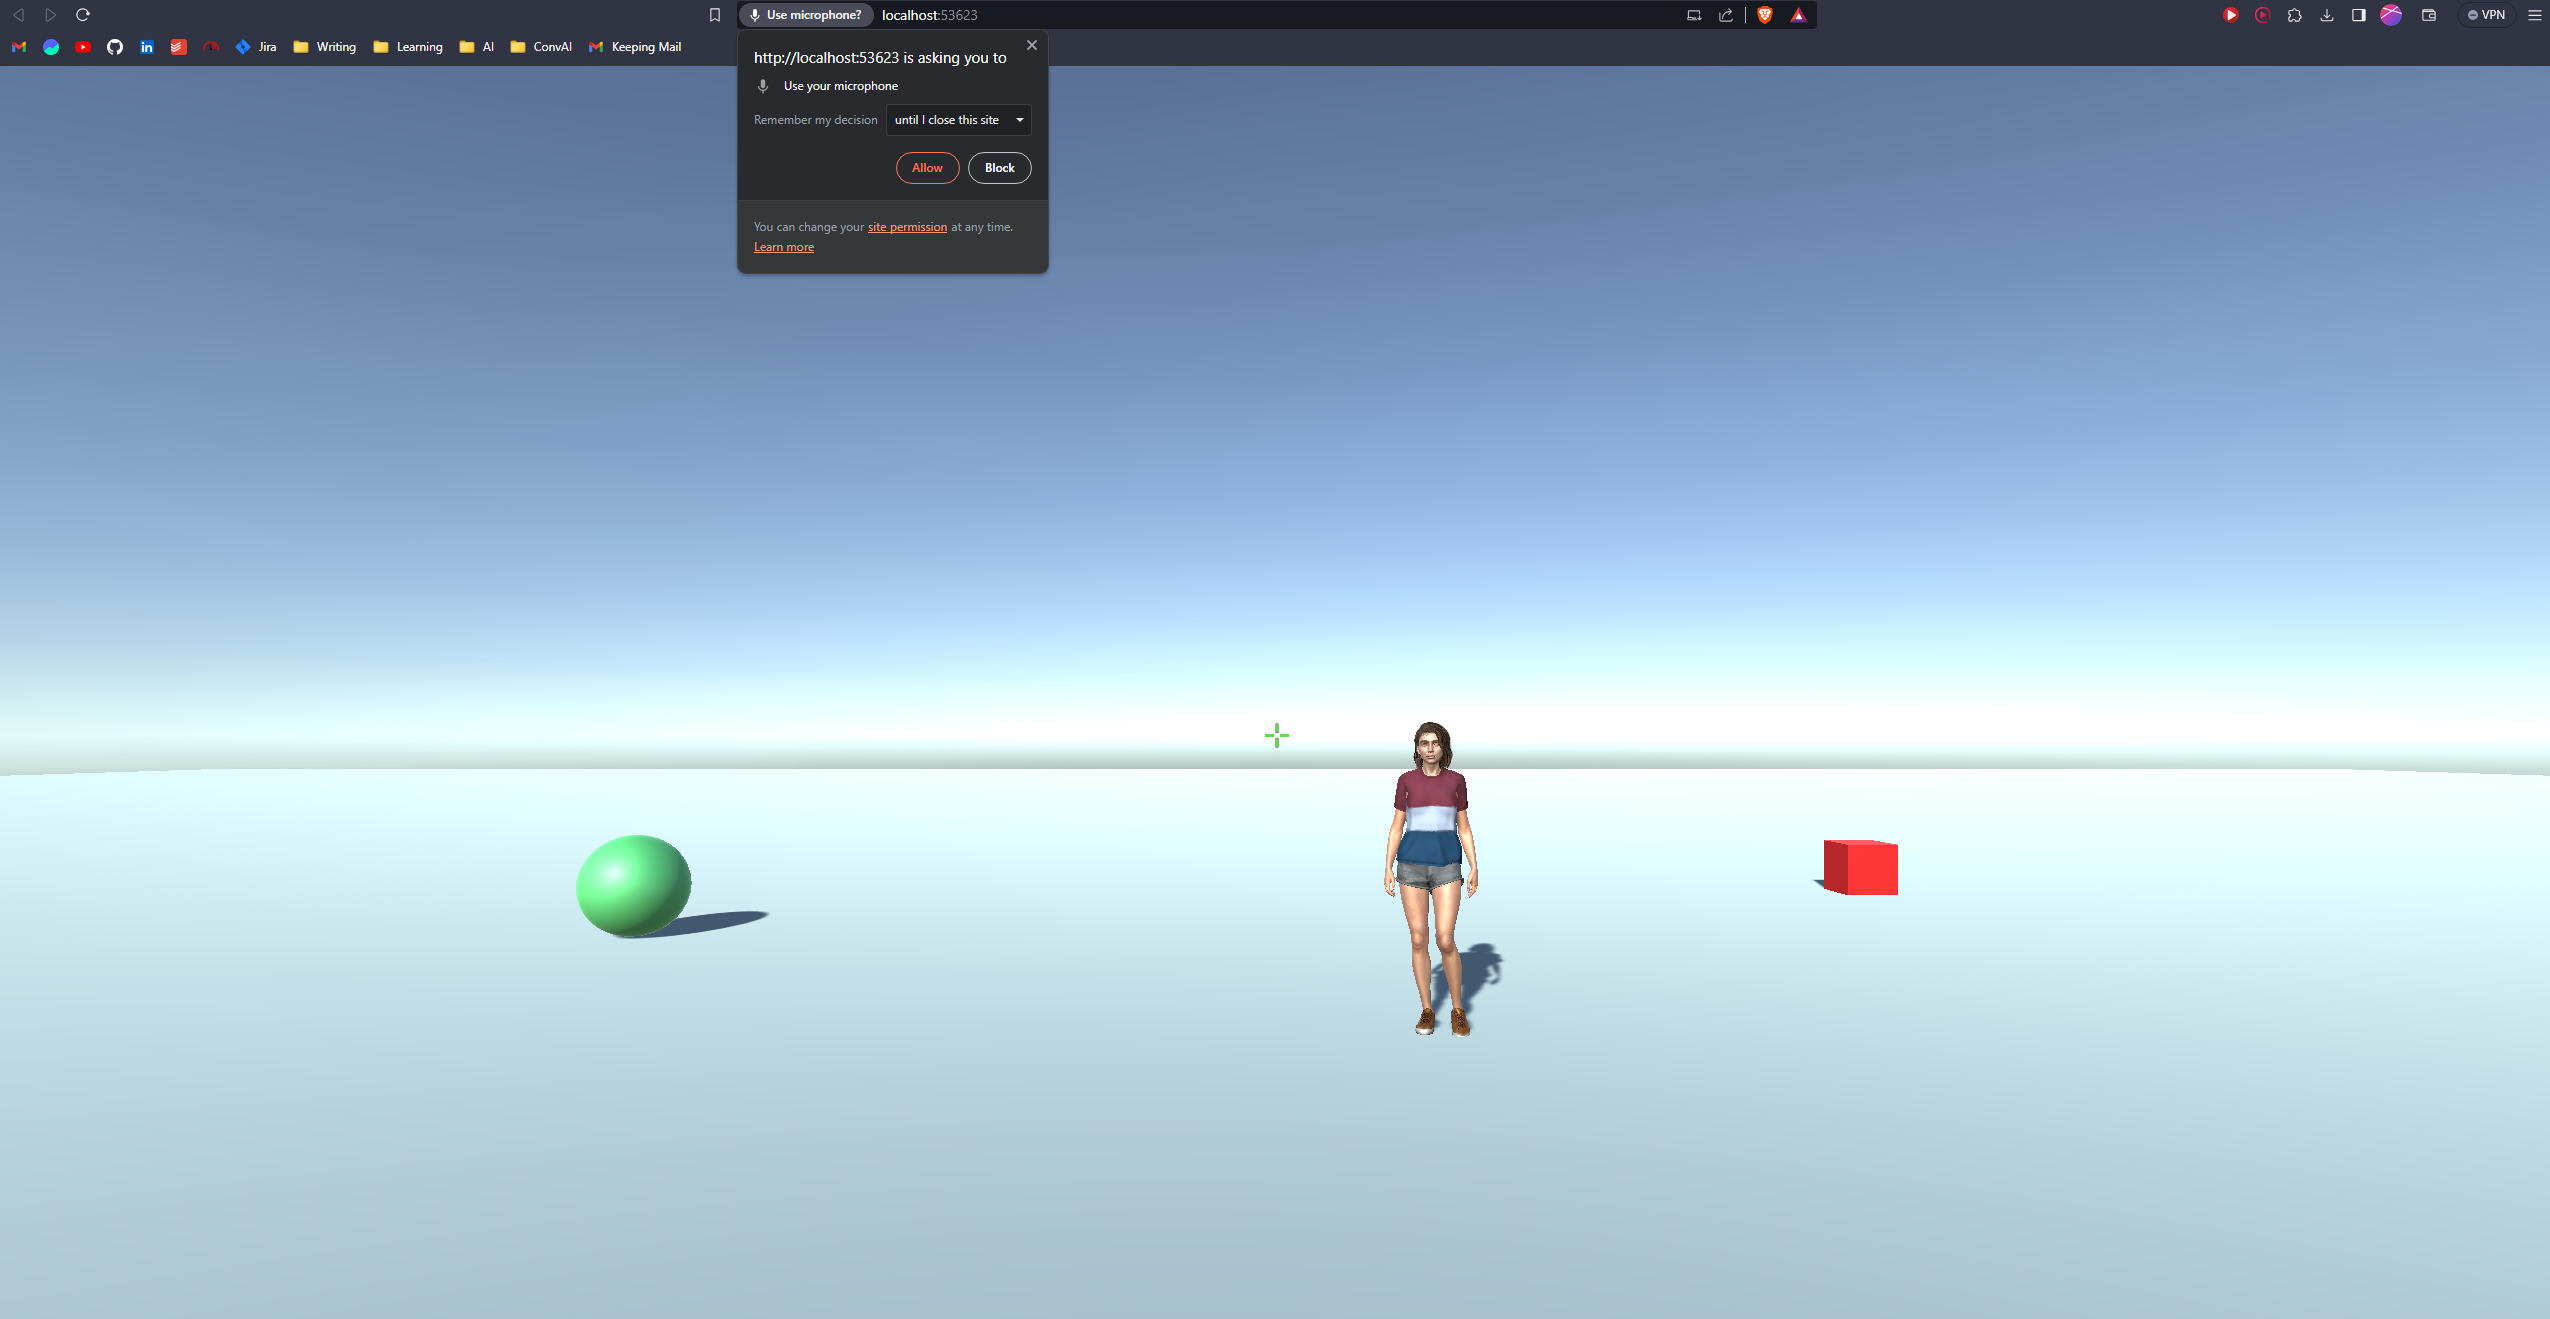 Use microphone? localhost:53623 VPN
in Jira Writing Learning AI ConvAI Keeping Mail
http://localhost:53623 is asking you to
Use your microphone
Remember my decision until I close this site
Allow Block
You can change your site permission at any time.
Learn more